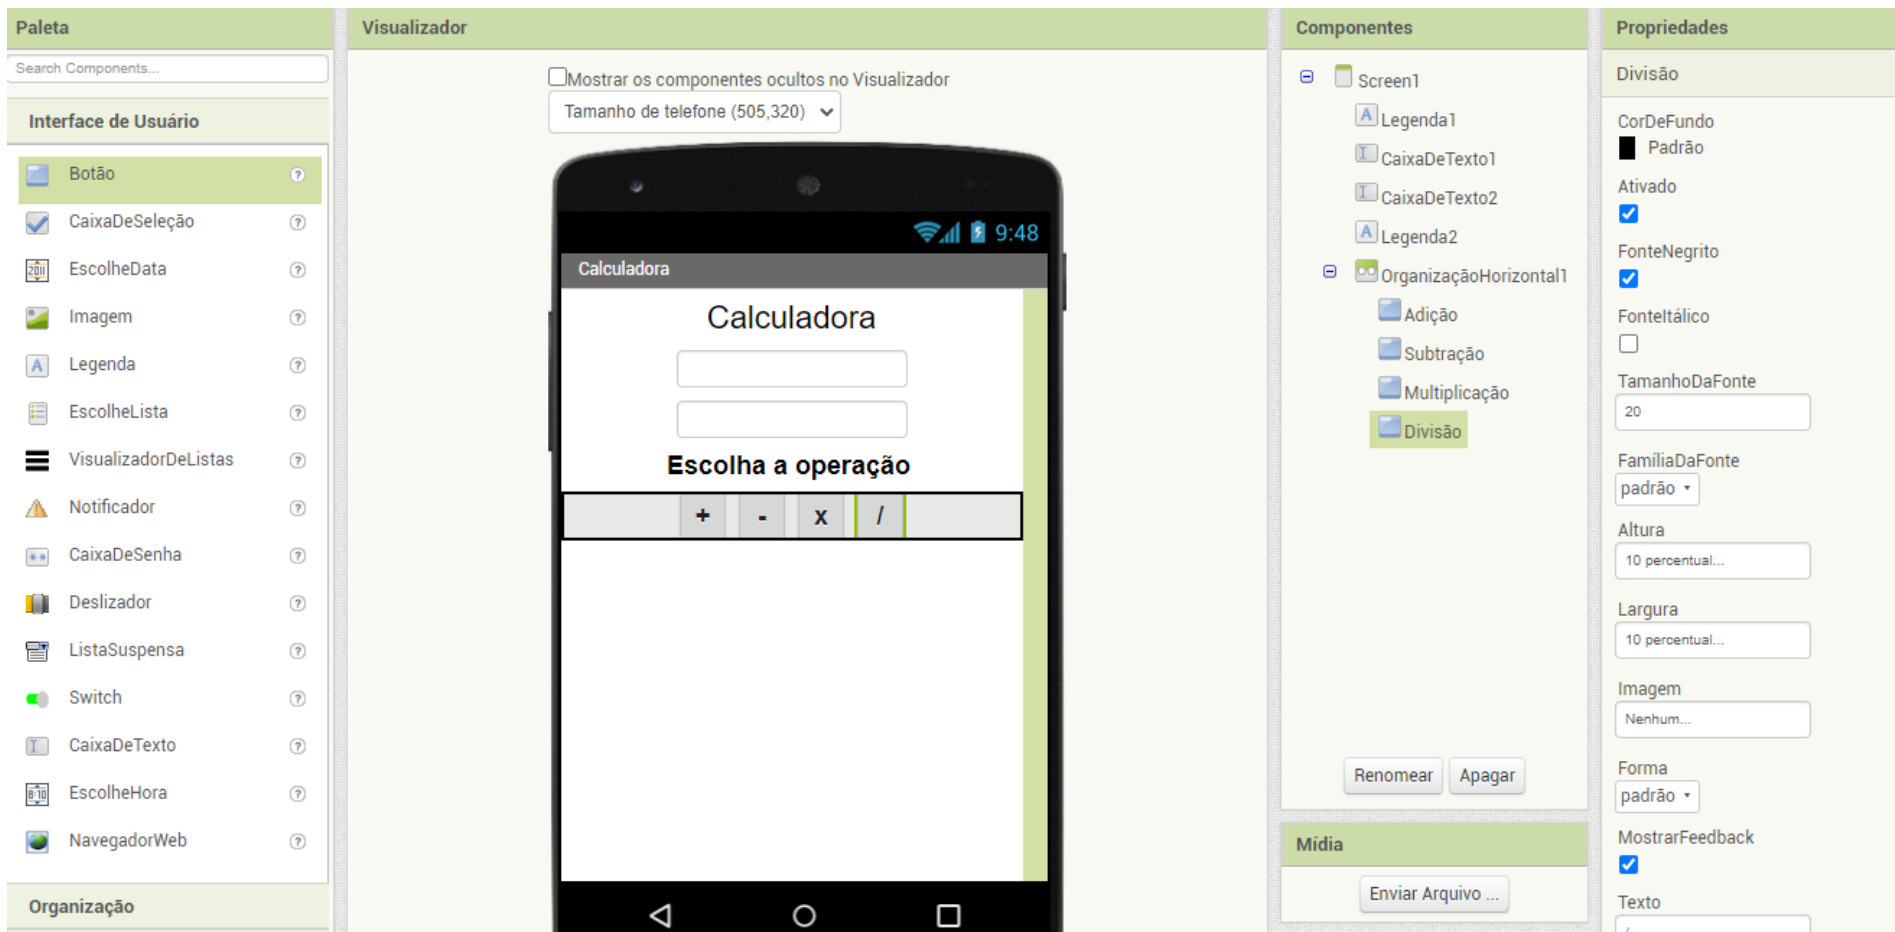 Paleta
Search Components...
Interface de Usuário
Botão
CaixaDeSeleção
EscolheData
Imagem
Legenda
EscolheLista
VisualizadorDeListas
Notificador
CaixaDeSenha
Deslizador
ListaSuspensa
Switch
CaixaDeTexto
EscolheHora
NavegadorWeb
Organização
Visualizador
Mostrar os componentes ocultos no Visualizador
Tamanho de telefone (505,320)
9:48
Calculadora
Calculadora
Escolha a operação
+ - x /
Componentes
Screen1
Legenda1
CaixaDeTexto1
CaixaDeTexto2
Legenda2
OrganizaçãoHorizontal1
Adição
Subtração
Multiplicação
Divisão
Renomear Apagar
Mídia
Enviar Arquivo ...
Propriedades
Divisão
CorDeFundo
Padrão
Ativado
FonteNegrito
FonteItálico
TamanhoDaFonte
20
FamíliaDaFonte
padrão
Altura
10 percentual...
Largura
10 percentual...
Imagem
Nenhum...
Forma
padrão
MostrarFeedback
Texto